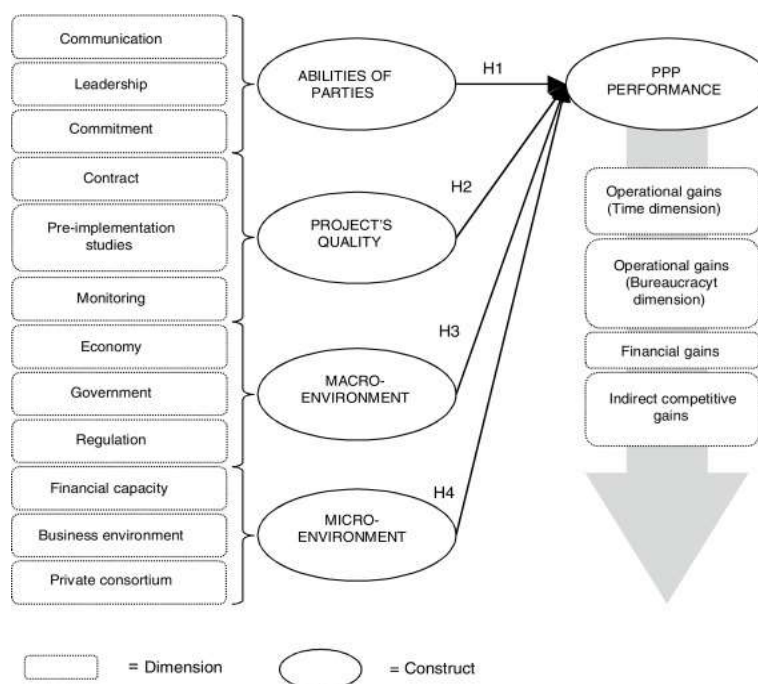 Communication
Leadership
Commitment
Contract
Pre-implementation
studies
Monitoring
Economy
Government
Regulation
Financial capacity
Business environment
Private consortium
ABILITIES OF
PARTIES
PROJECT'S
QUALITY
MACRO-
ENVIRONMENT
MICRO-
ENVIRONMENT
H1
H2
H3
H4
PPP
PERFORMANCE
Operational gains
(Time dimension)
Operational gains
(Bureaucracyt
dimension)
Financial gains
Indirect competitive
gains
= Dimension
= Construct